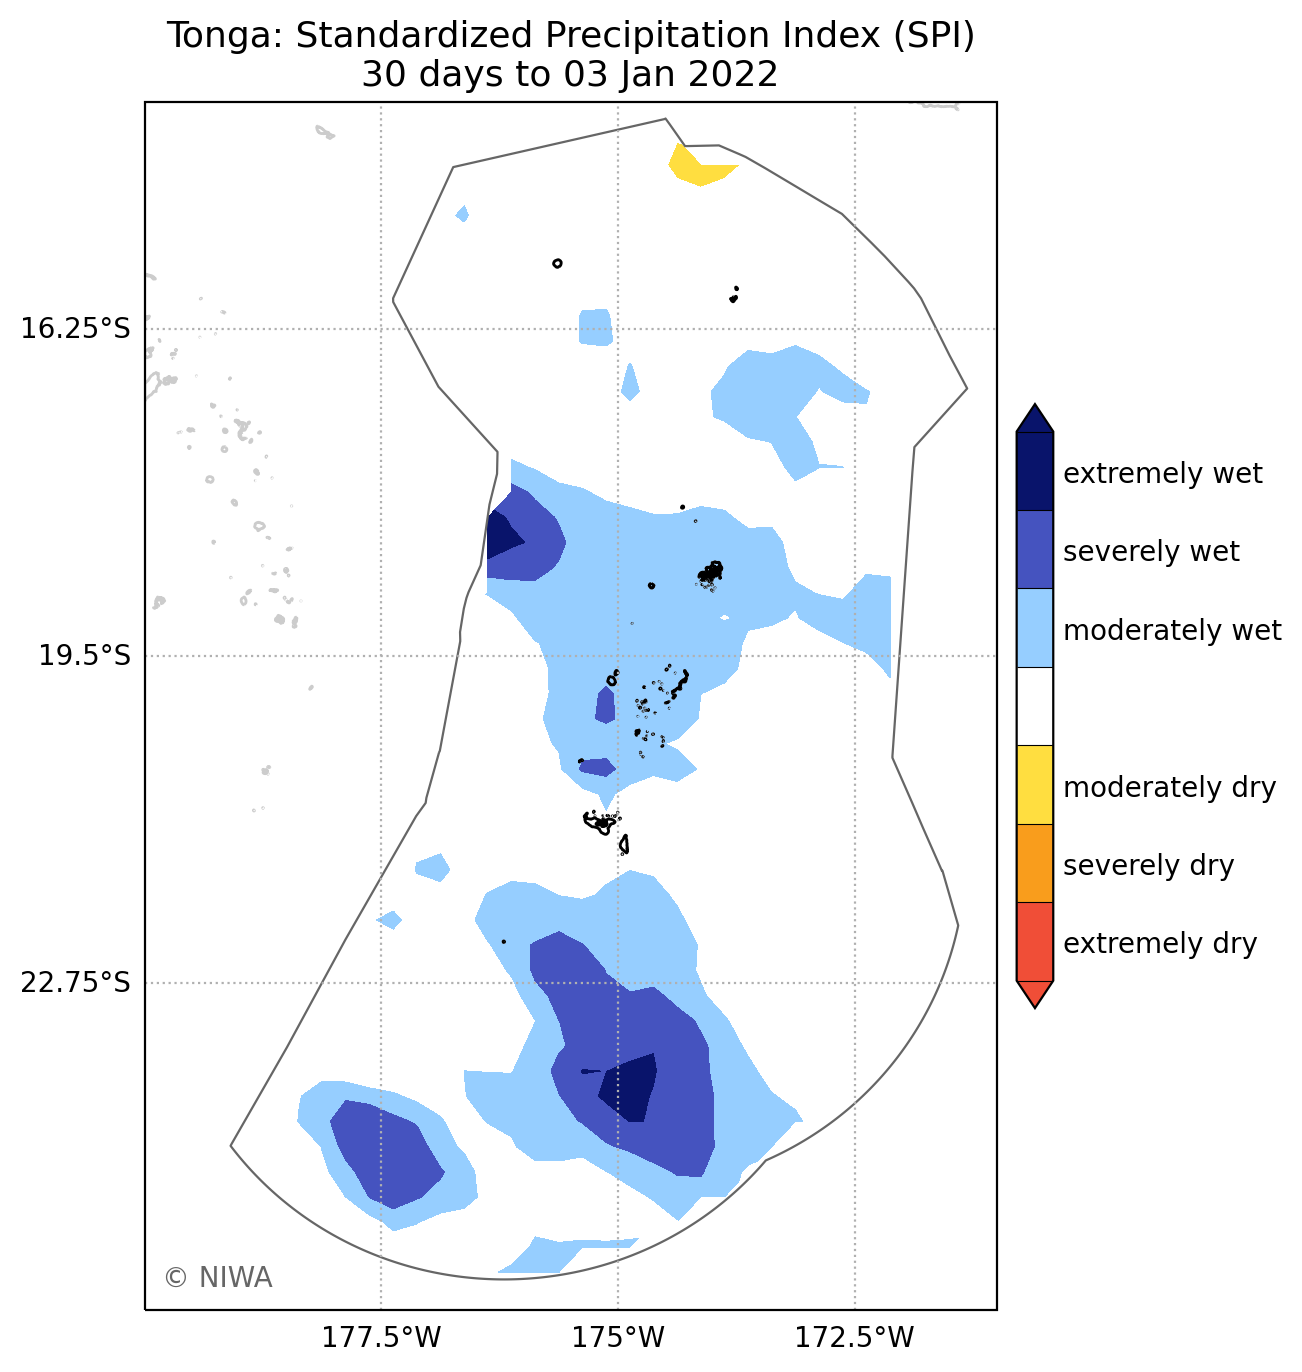 Tonga: Standardized Precipitation Index (SPI)
30 days to 03 Jan 2022
16.25°S
19.5°S
22.75°S
177.5°W
175°W
172.5°W
extremely wet
severely wet
moderately wet
moderately dry
severely dry
extremely dry
© NIWA